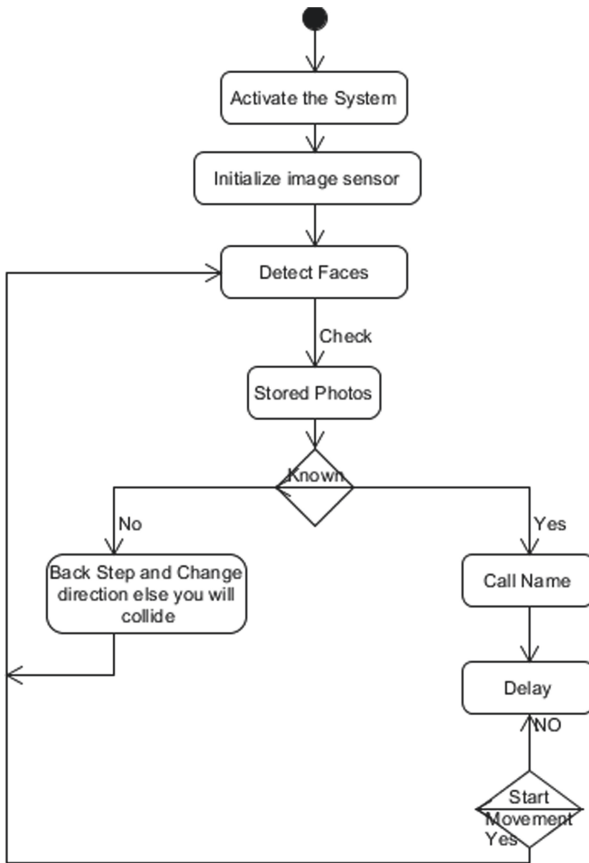 Activate the System
Initialize image sensor
Detect Faces
Check
Stored Photos
Known
No
Yes
Back Step and Change
direction else you will
collide
Call Name
Delay
NO
Start
Movement
Yes